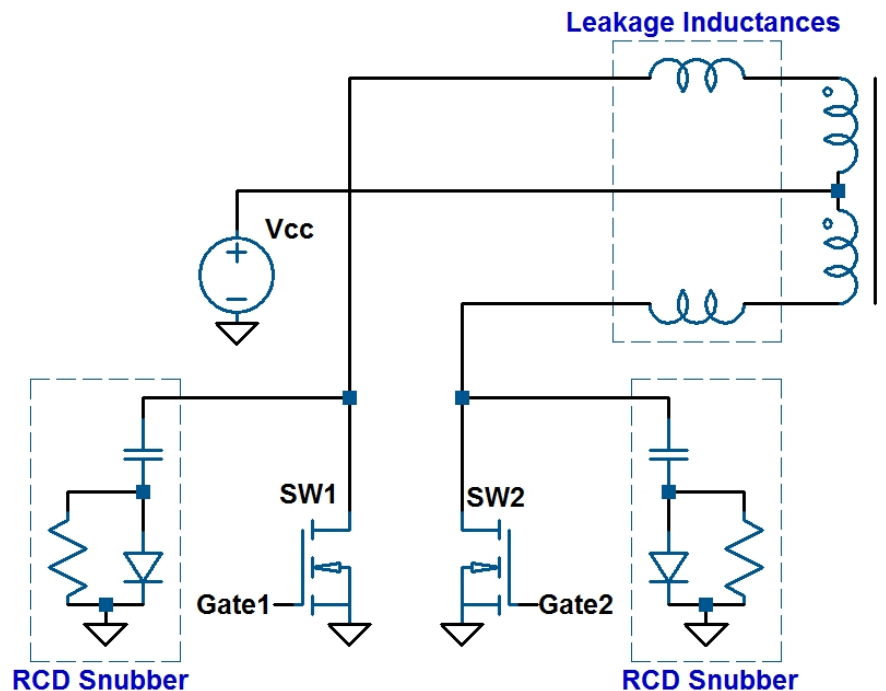 Leakage Inductances
Vcc
SW1
SW2
Gate1
Gate2
RCD Snubber
RCD Snubber